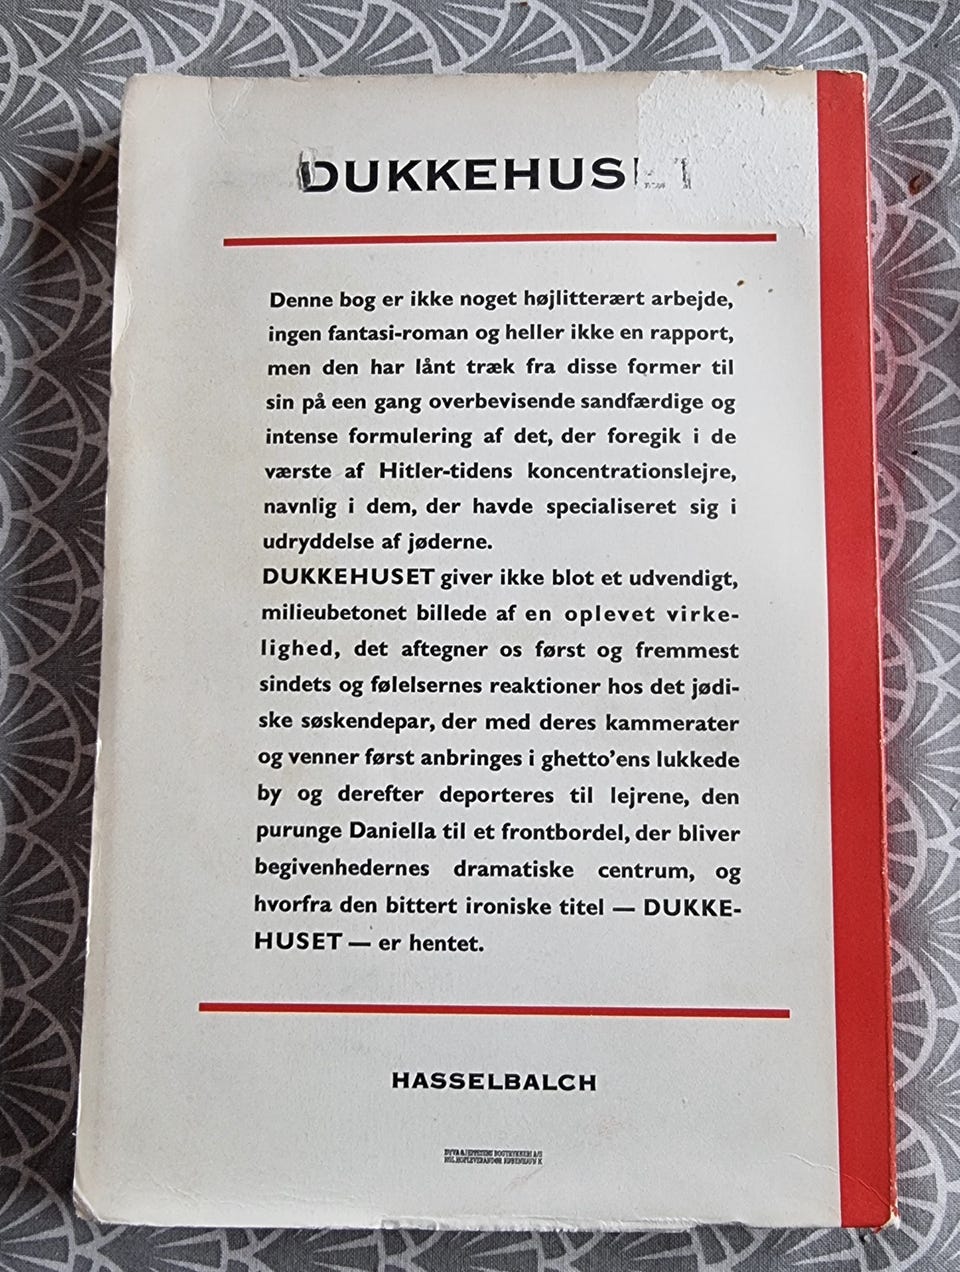 DUKKEHUSET
Denne bog er ikke noget højlitterært arbejde,
ingen fantasi-roman og heller ikke en rapport,
men den har lånt træk fra disse former til
sin på een gang overbevisende sandfærdige og
intense formulering af det, der foregik i de
værste af Hitler-tidens koncentrationslejre,
navnlig i dem, der havde specialiseret sig i
udryddelse af jøderne.
DUKKEHUSET giver ikke blot et udvendigt,
milieubetonet billede af en oplevet virke-
lighed, det aftegner os først og fremmest
sindets og følelsernes reaktioner hos det jødi-
ske søskendepar, der med deres kammerater
og venner først anbringes i ghetto'ens lukkede
by og derefter deporteres til lejrene, den
purunge Daniella til et frontbordel, der bliver
begivenhedernes dramatiske centrum, og
hvorfra den bittert ironiske titel — DUKKE-
HUSET — er hentet.
HASSELBALCH
DYVA & JEPPESENS BOGTRYKKERI A/S
KGL. HOFLEVERANDØR KØBENHAVN K